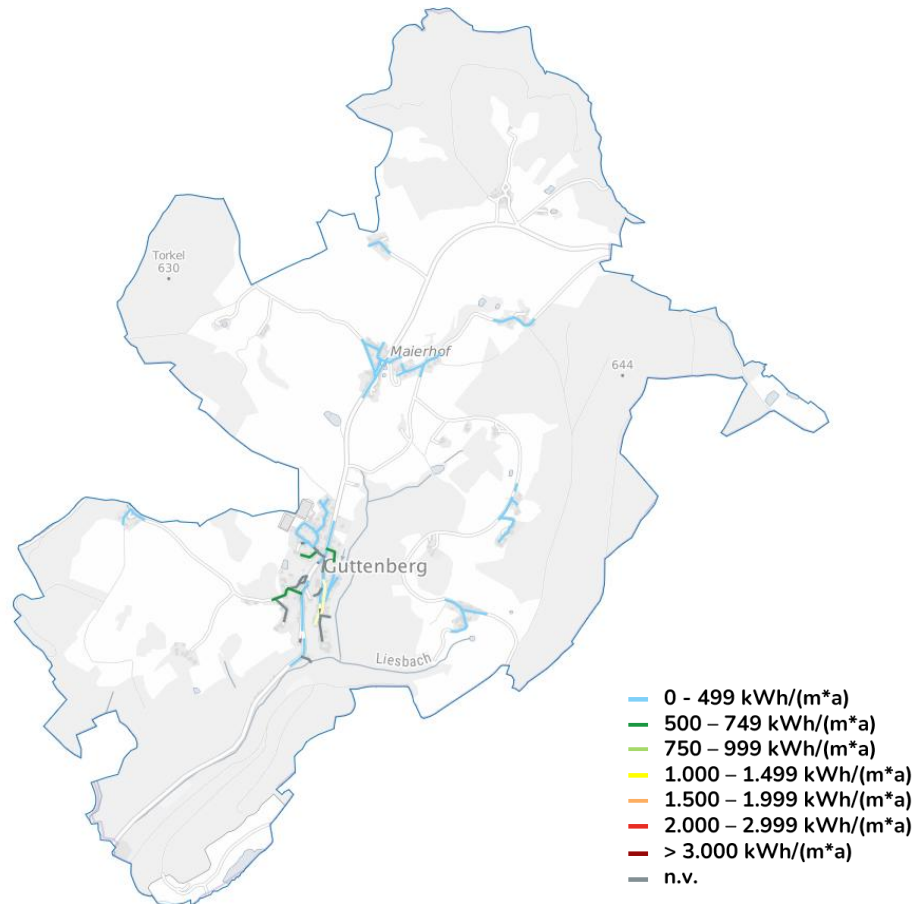 Torkel
630
Maierhof
644
Guttenberg
Liesbach
0 - 499 kWh/(m*a)
500 – 749 kWh/(m*a)
750 – 999 kWh/(m*a)
1.000 – 1.499 kWh/(m*a)
1.500 – 1.999 kWh/(m*a)
2.000 – 2.999 kWh/(m*a)
> 3.000 kWh/(m*a)
n.v.